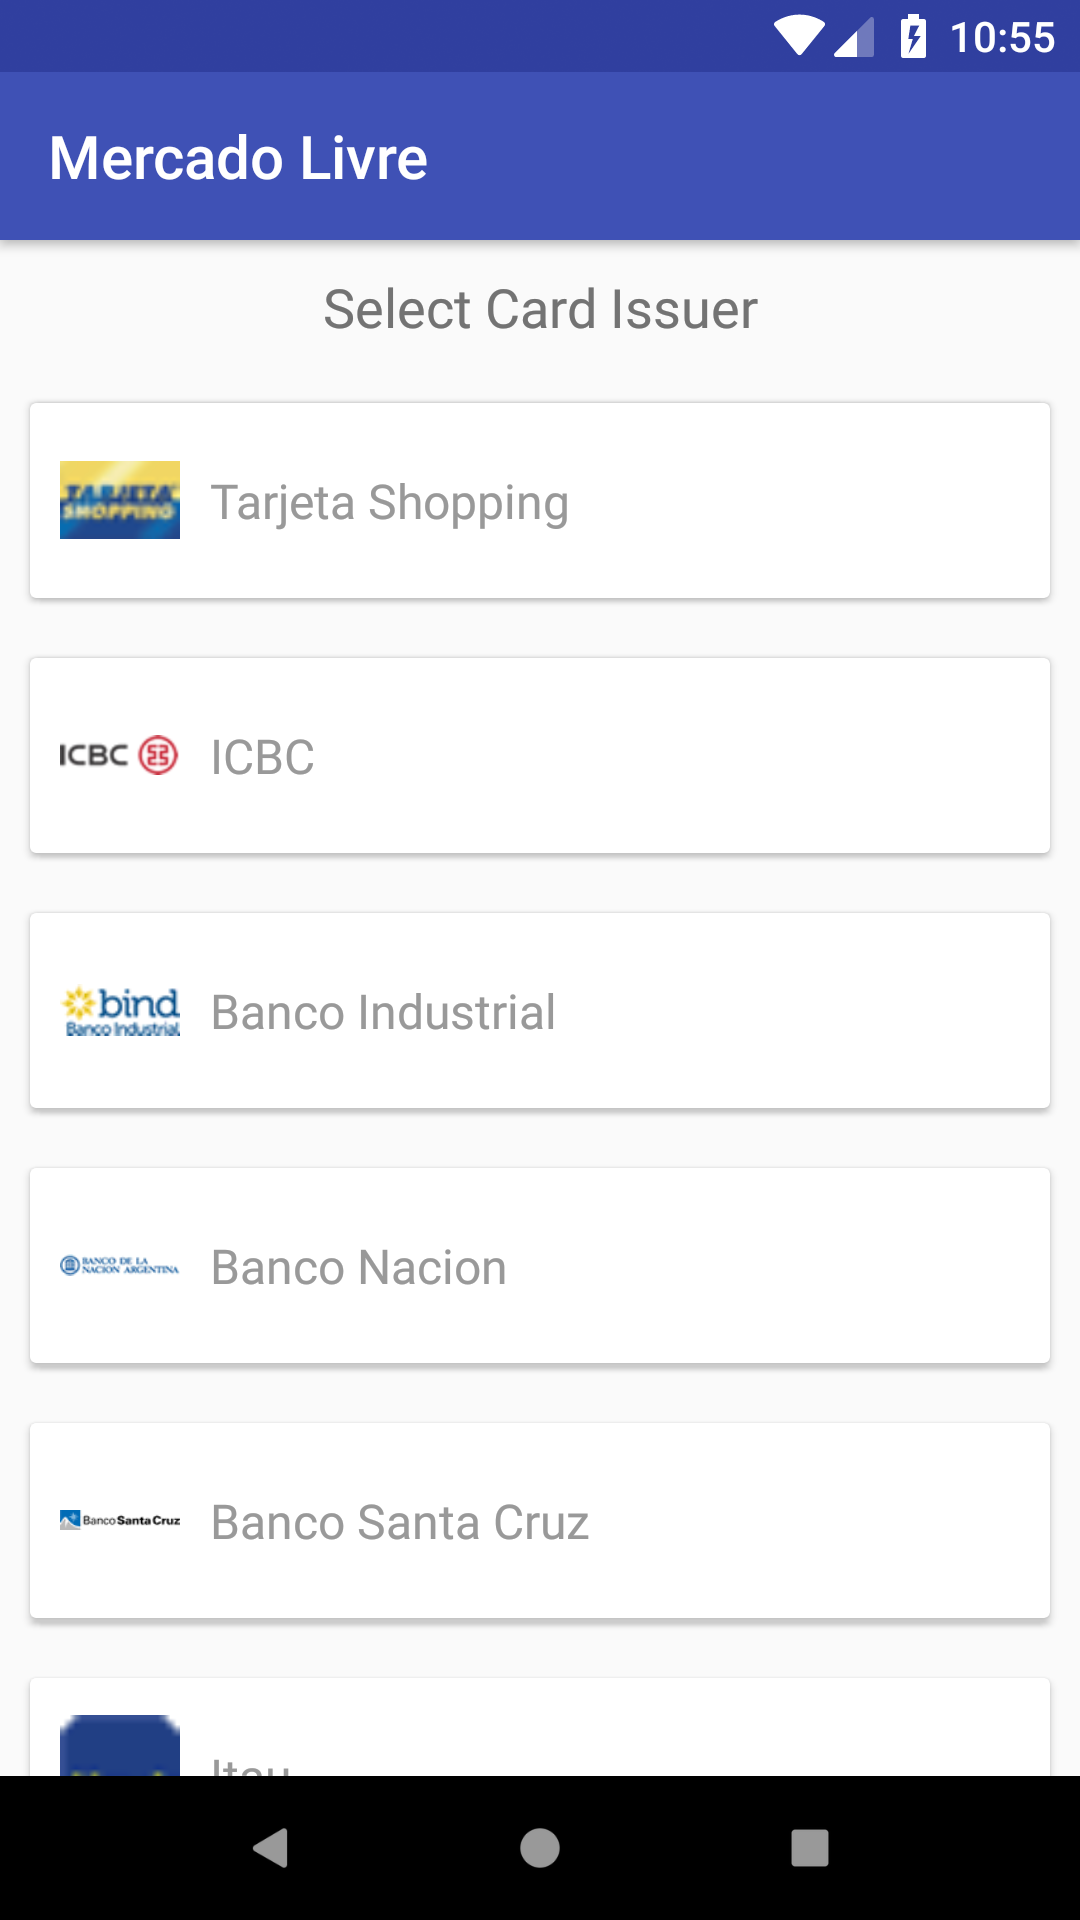 10:55
Mercado Livre
Select Card Issuer
TARJETA
SHOPPING
Tarjeta Shopping
ICBC
ICBC
bind
Banco Industrial
Banco Industrial
BANCO DE LA
NACION ARGENTINA
Banco Nacion
Banco Santa Cruz
Banco Santa Cruz
Itau